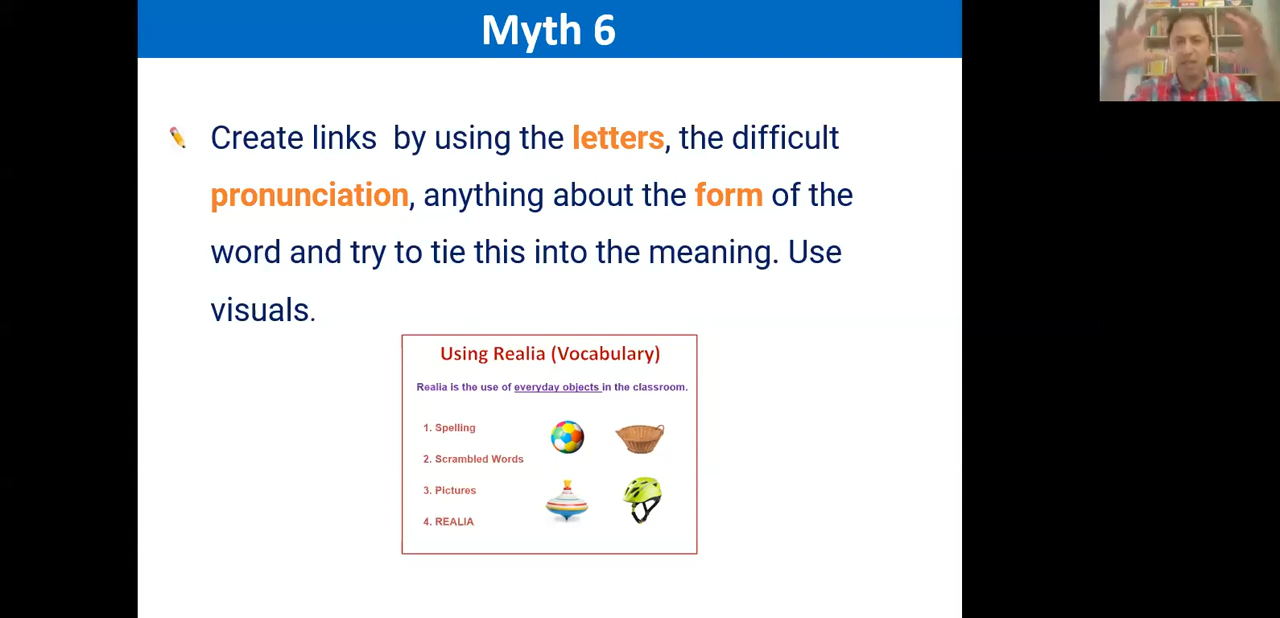 Myth 6
Create links by using the letters, the difficult
pronunciation, anything about the form of the
word and try to tie this into the meaning. Use
visuals.
Using Realia (Vocabulary)
Realia is the use of everyday objects in the classroom.
1. Spelling
2. Scrambled Words
3. Pictures
4. REALIA